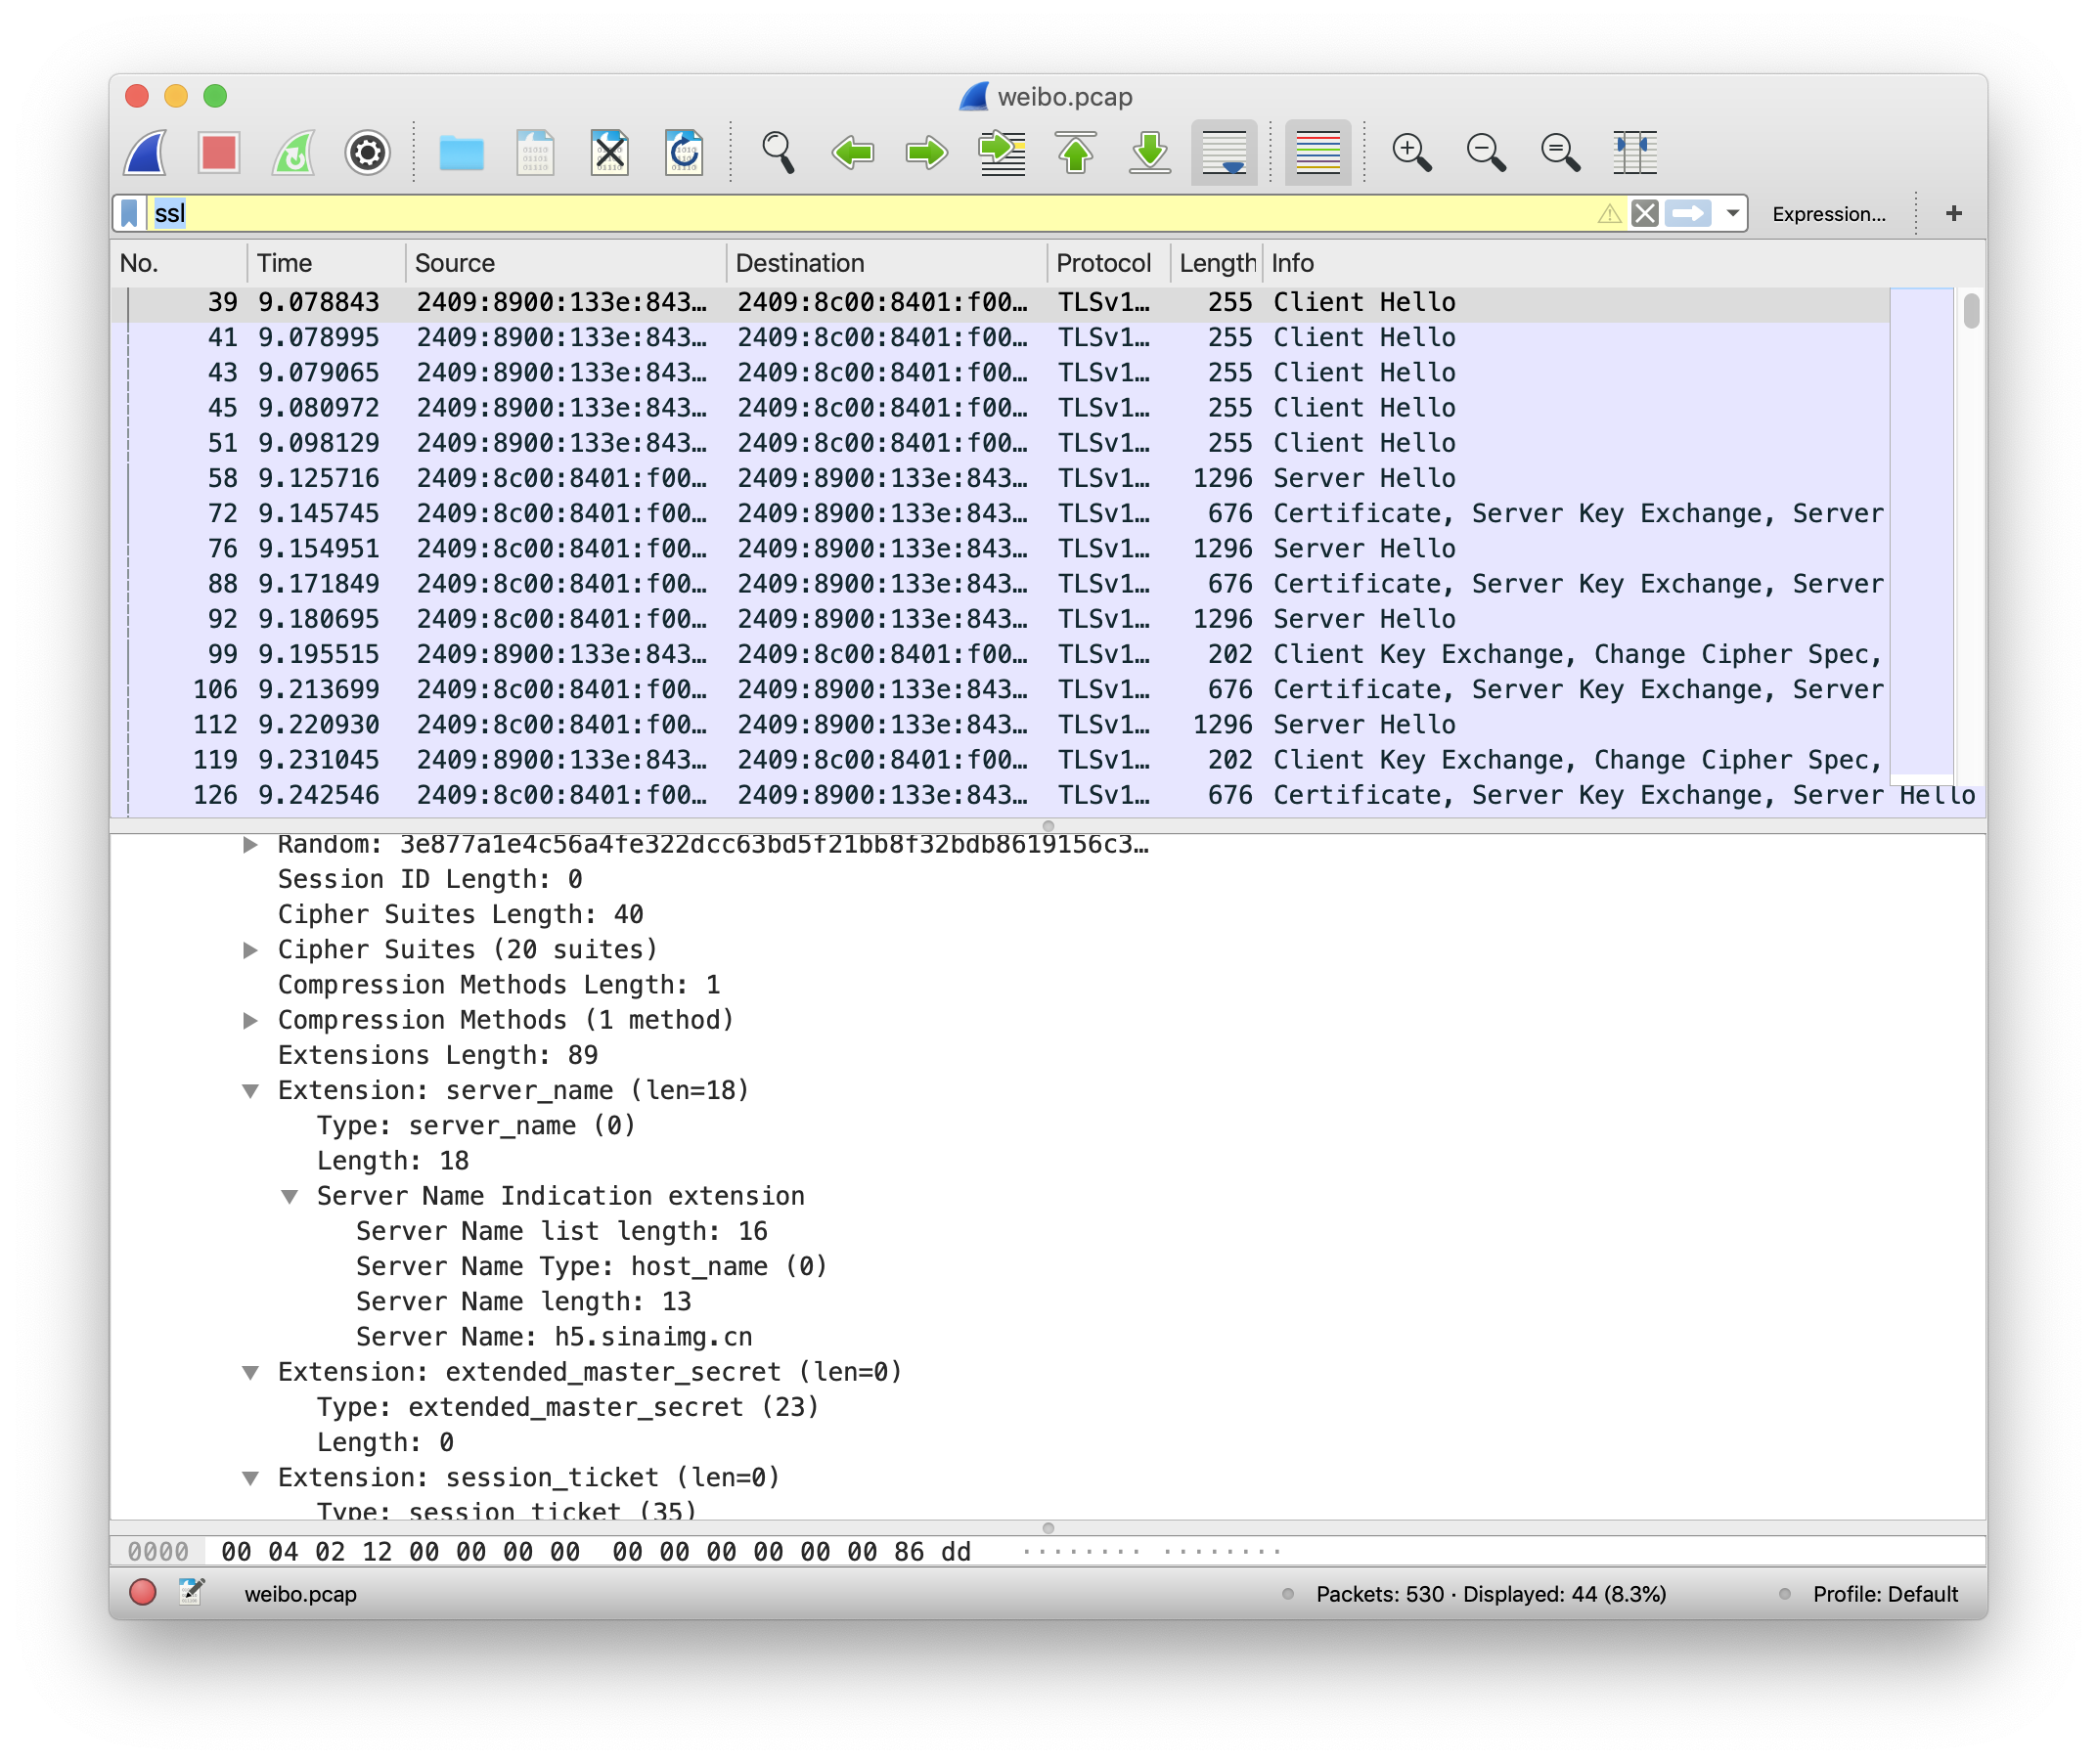 weibo.pcap
ssl
Expression... +
No. Time Source Destination Protocol Length Info
39 9.078843 2409:8900:133e:843… 2409:8c00:8401:f00… TLSv1… 255 Client Hello
41 9.078995 2409:8900:133e:843… 2409:8c00:8401:f00… TLSv1… 255 Client Hello
43 9.079065 2409:8900:133e:843… 2409:8c00:8401:f00… TLSv1… 255 Client Hello
45 9.080972 2409:8900:133e:843… 2409:8c00:8401:f00… TLSv1… 255 Client Hello
51 9.098129 2409:8900:133e:843… 2409:8c00:8401:f00… TLSv1… 255 Client Hello
58 9.125716 2409:8c00:8401:f00… 2409:8900:133e:843… TLSv1… 1296 Server Hello
72 9.145745 2409:8c00:8401:f00… 2409:8900:133e:843… TLSv1… 676 Certificate, Server Key Exchange, Server
76 9.154951 2409:8c00:8401:f00… 2409:8900:133e:843… TLSv1… 1296 Server Hello
88 9.171849 2409:8c00:8401:f00… 2409:8900:133e:843… TLSv1… 676 Certificate, Server Key Exchange, Server
92 9.180695 2409:8c00:8401:f00… 2409:8900:133e:843… TLSv1… 1296 Server Hello
99 9.195515 2409:8900:133e:843… 2409:8c00:8401:f00… TLSv1… 202 Client Key Exchange, Change Cipher Spec,
106 9.213699 2409:8c00:8401:f00… 2409:8900:133e:843… TLSv1… 676 Certificate, Server Key Exchange, Server
112 9.220930 2409:8c00:8401:f00… 2409:8900:133e:843… TLSv1… 1296 Server Hello
119 9.231045 2409:8900:133e:843… 2409:8c00:8401:f00… TLSv1… 202 Client Key Exchange, Change Cipher Spec,
126 9.242546 2409:8c00:8401:f00… 2409:8900:133e:843… TLSv1… 676 Certificate, Server Key Exchange, Server Hello
Random: 3e877a1e4c56a4fe322dcc63bd5f21bb8f32bdb8619156c3…
Session ID Length: 0
Cipher Suites Length: 40
Cipher Suites (20 suites)
Compression Methods Length: 1
Compression Methods (1 method)
Extensions Length: 89
Extension: server_name (len=18)
Type: server_name (0)
Length: 18
Server Name Indication extension
Server Name list length: 16
Server Name Type: host_name (0)
Server Name length: 13
Server Name: h5.sinaimg.cn
Extension: extended_master_secret (len=0)
Type: extended_master_secret (23)
Length: 0
Extension: session_ticket (len=0)
Type: session_ticket (35)
0000 00 04 02 12 00 00 00 00 00 00 00 00 00 00 86 dd ········ ········
weibo.pcap Packets: 530 · Displayed: 44 (8.3%) Profile: Default